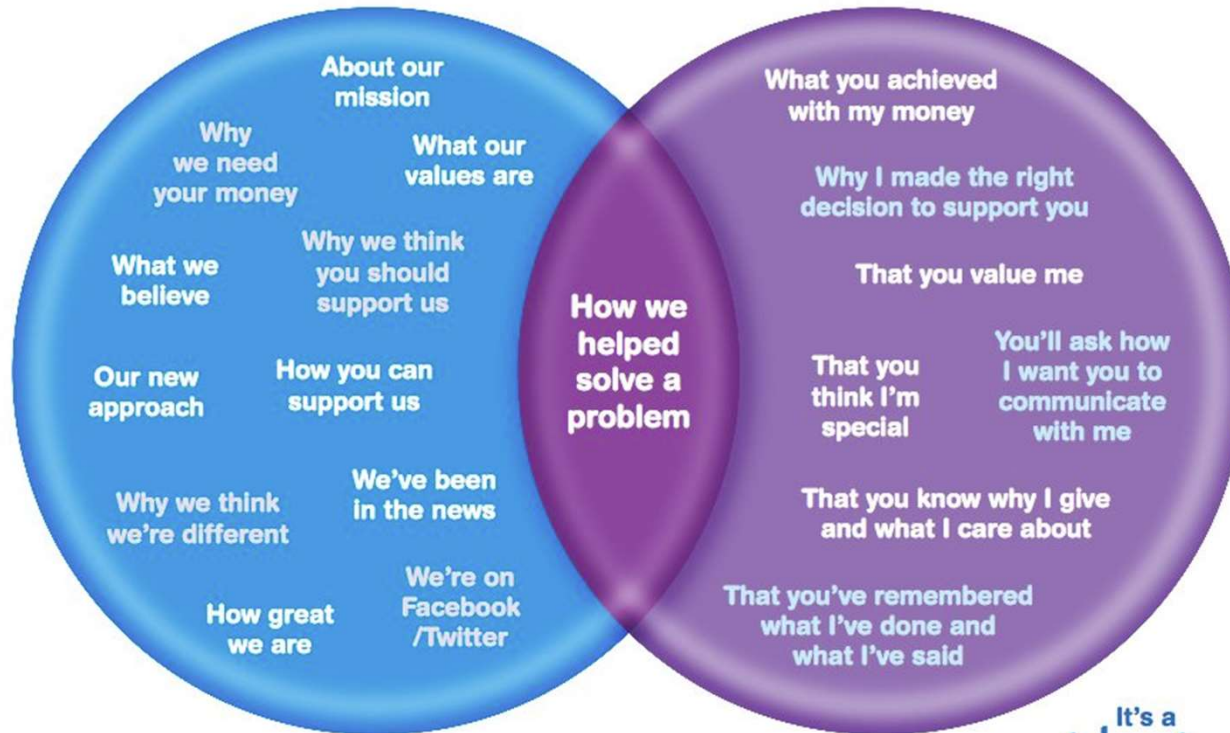 About our
mission
Why
we need
your money
What our
values are
What we
believe
Why we think
you should
support us
Our new
approach
How you can
support us
Why we think
we're different
We've been
in the news
How great
we are
We're on
Facebook
/Twitter
How we
helped
solve a
problem
What you achieved
with my money
Why I made the right
decision to support you
That you value me
That you
think I'm
special
You'll ask how
I want you to
communicate
with me
That you know why I give
and what I care about
That you've remembered
what I've done and
what I've said
It's a